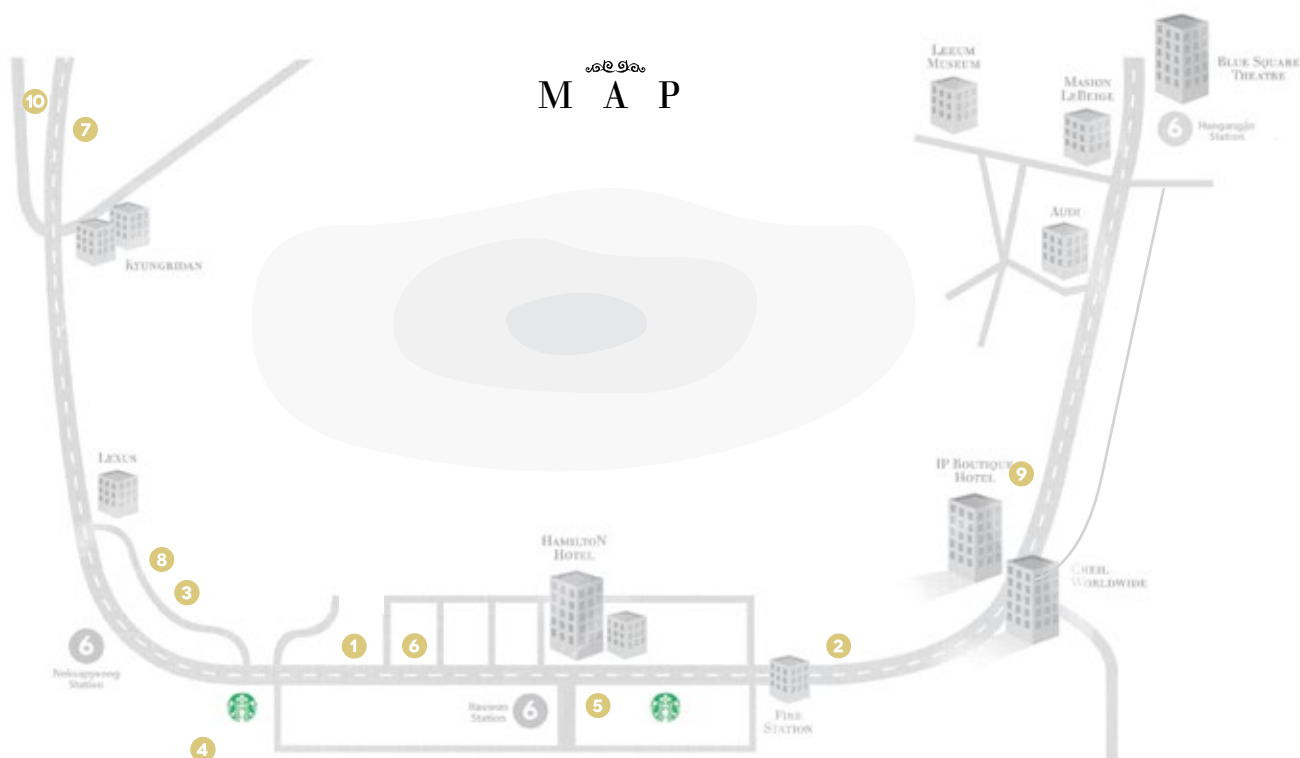 M A P
LEEUM
MUSEUM
MASION
LEBEIGE
BLUE SQUARE
THEATRE
6
Hangangjin
Station
10
7
KYUNGRIDAN
AUDI
LEXUS
IP BOUTIQUE
HOTEL
9
8
3
HAMILTON
HOTEL
CHEIL
WORLDWIDE
6
Noksapyeong
Station
1
6
2
Itaewon
Station
6
5
FIRE
STATION
4